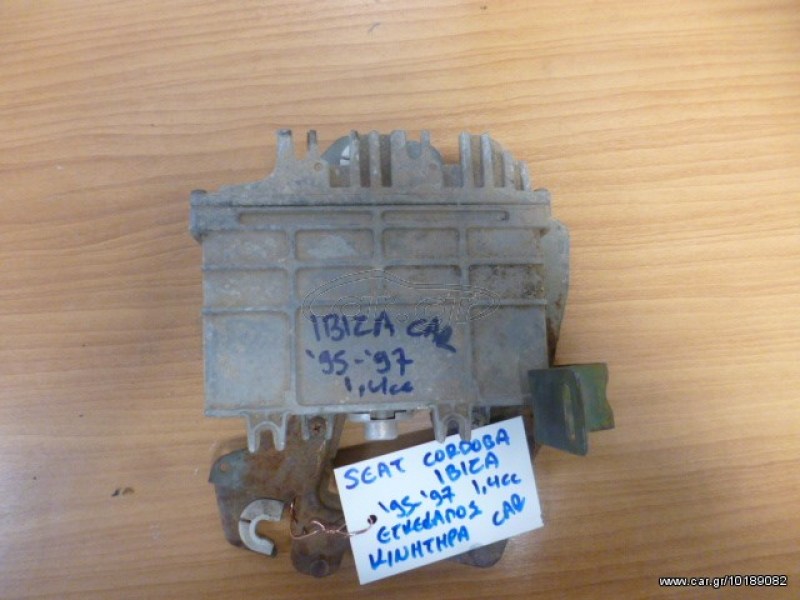 IBIZA CAR
'95-'97
1,4cc
SEAT CORDOBA
IBIZA
'95-'97 1,4cc
ΕΓΚΕΦΑΛΟΣ
ΚΙΝΗΤΗΡΑ CAR
www.car.gr/10189082